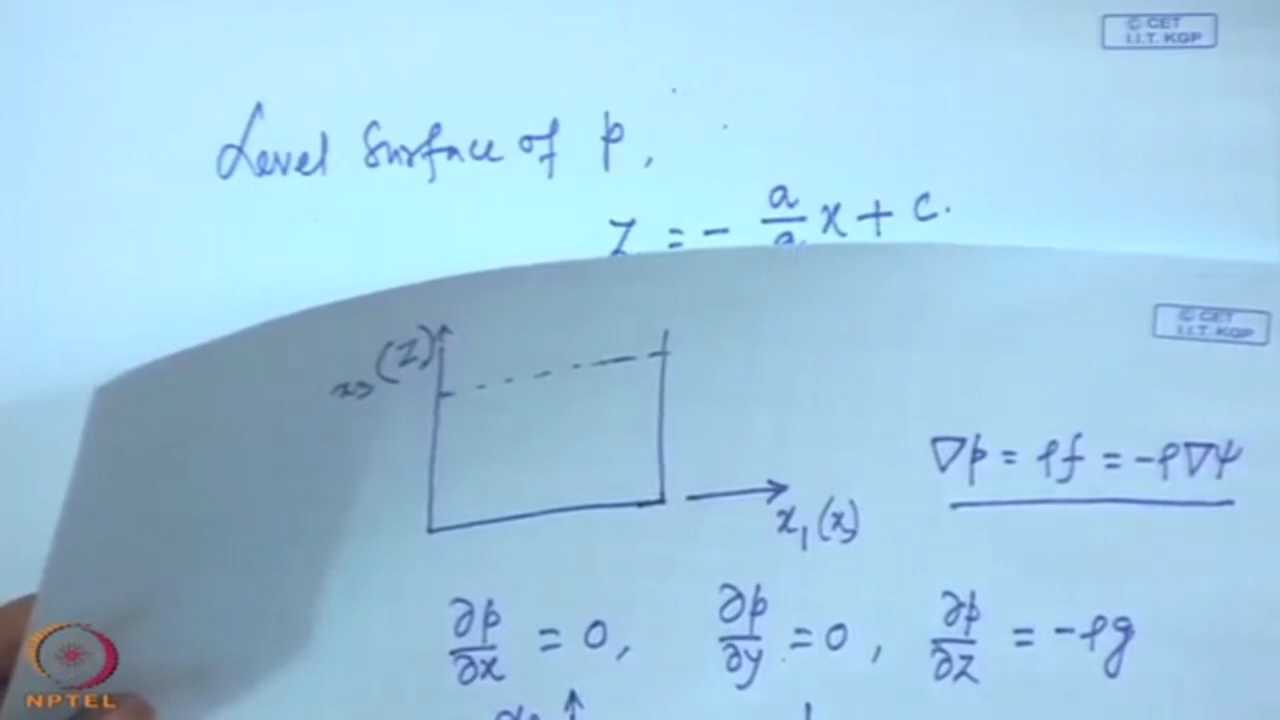 © CET
I.I.T. KGP
Level Surface of p,
z = - a/g x + c.
© CET
I.I.T. KGP
x₃ (z)
∇p = ρf = -ρ∇ψ
x₁ (x)
∂p/∂x = 0, ∂p/∂y = 0, ∂p/∂z = -ρg
NPTEL